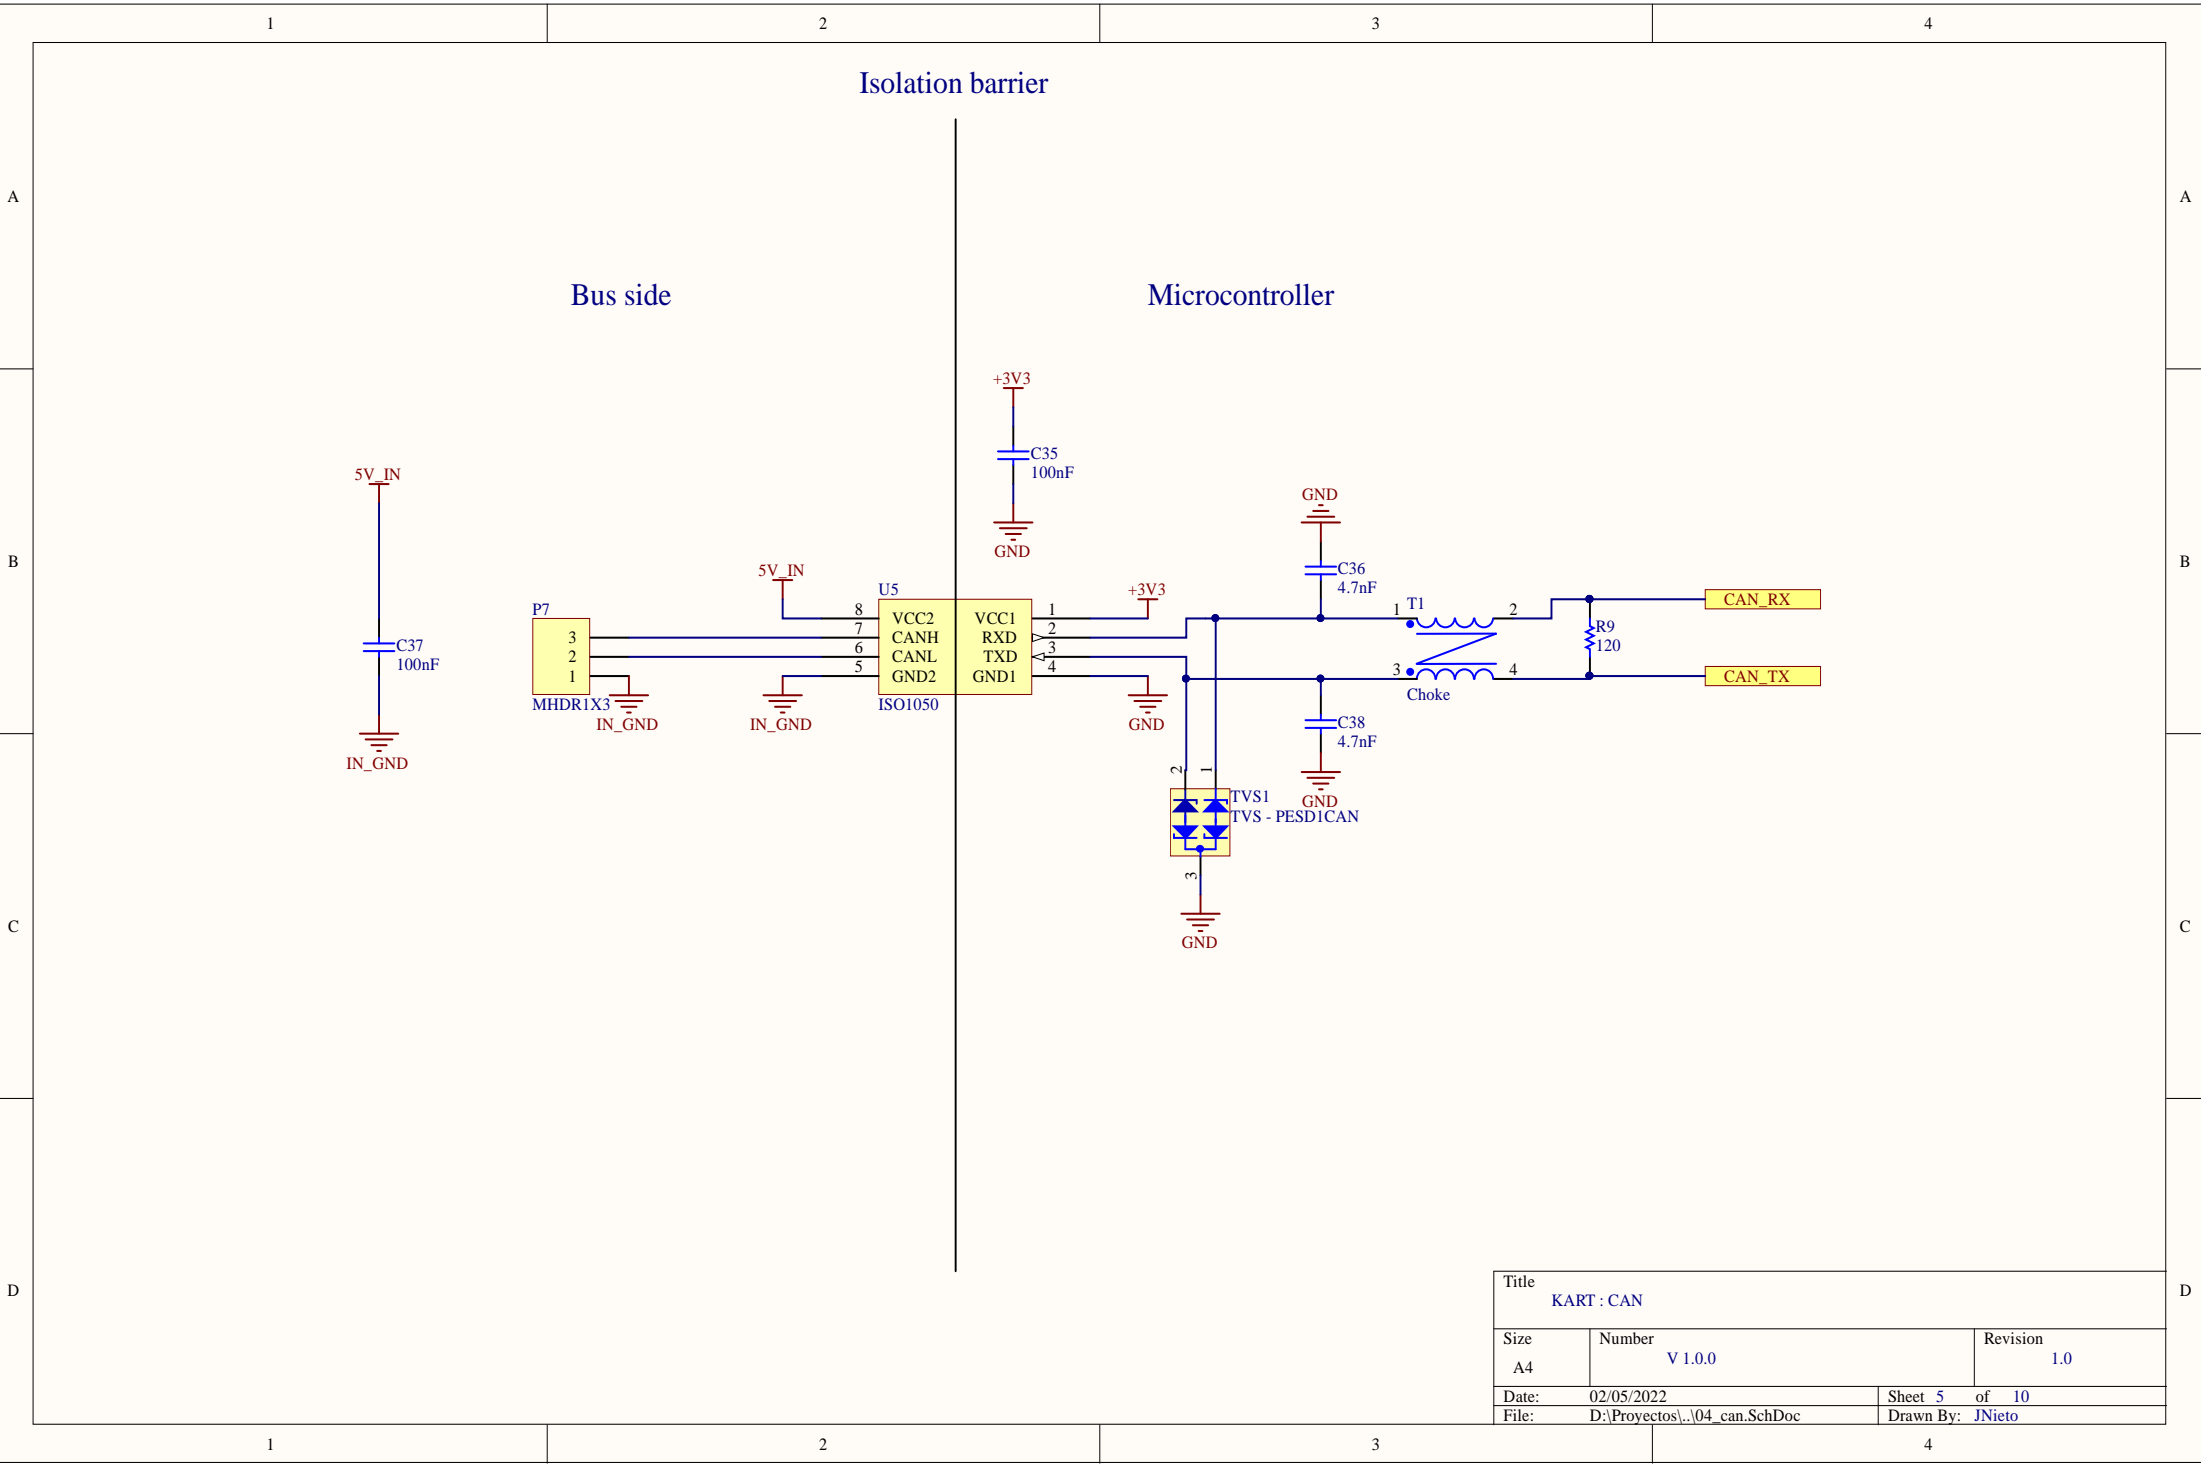 1 2 3 4
Isolation barrier
A A
Bus side Microcontroller
+3V3
C35
100nF
GND
5V_IN
C37
100nF
IN_GND
B B
GND
C36
4.7nF
5V_IN
U5
+3V3
P7
3
2
1
MHDR1X3
IN_GND
IN_GND
8 VCC2 VCC1 1
7 CANH RXD 2
6 CANL TXD 3
5 GND2 GND1 4
ISO1050
GND
1 T1 2
3 4
Choke
R9
120
CAN_RX
CAN_TX
C38
4.7nF
GND
2 1
TVS1
TVS - PESD1CAN
3
GND
C C
D D
Title
KART : CAN
Size Number Revision
A4 V 1.0.0 1.0
Date: 02/05/2022 Sheet 5 of 10
File: D:\Proyectos\..\04_can.SchDoc Drawn By: JNieto
1 2 3 4